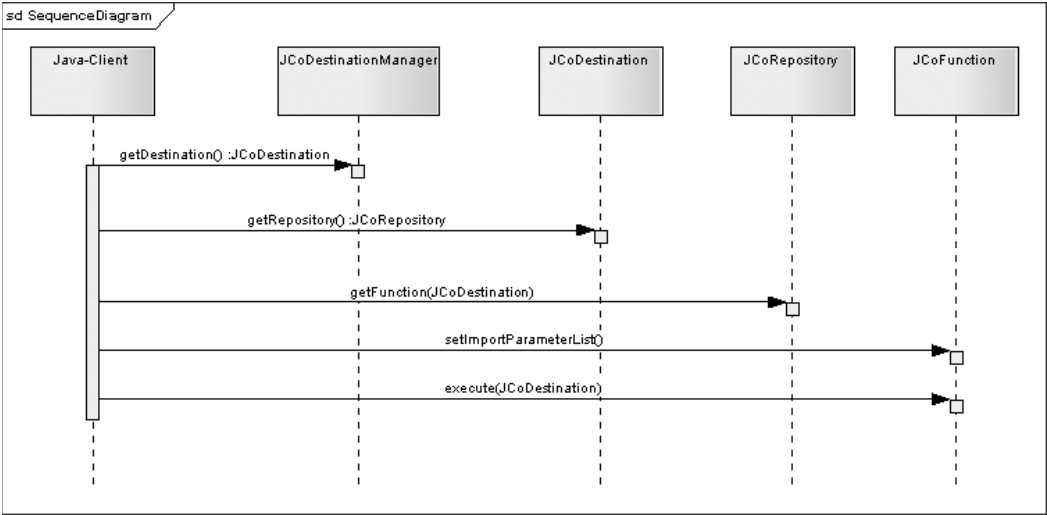 sd SequenceDiagram
Java-Client
JCoDestinationManager
JCoDestination
JCoRepository
JCoFunction
getDestination() :JCoDestination
getRepository() :JCoRepository
getFunction(JCoDestination)
setImportParameterList()
execute(JCoDestination)